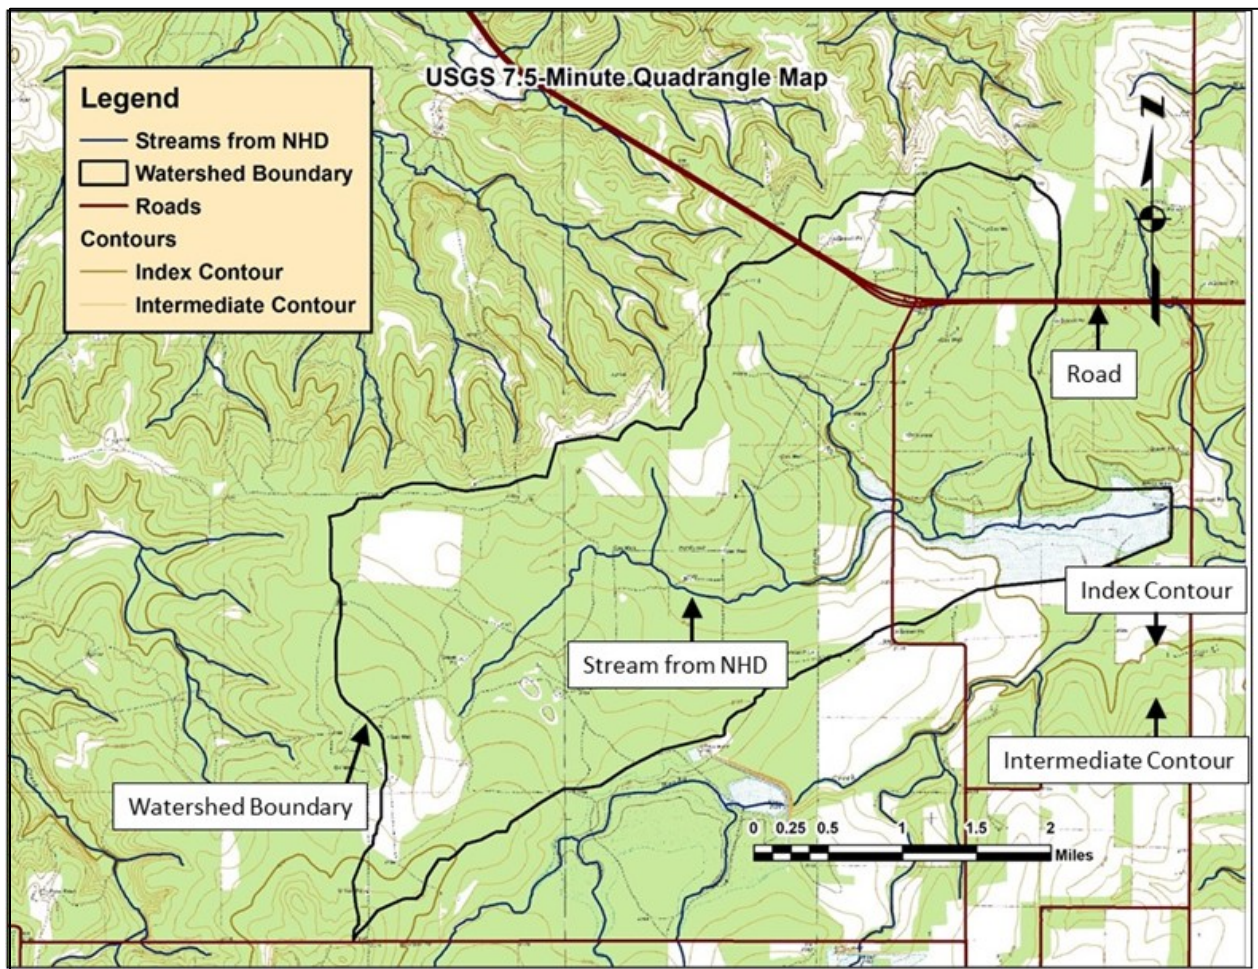 USGS 7.5-Minute Quadrangle Map
Legend
Streams from NHD
Watershed Boundary
Roads
Contours
Index Contour
Intermediate Contour
N
Road
Index Contour
Stream from NHD
Intermediate Contour
Watershed Boundary
0 0.25 0.5 1 1.5 2
Miles